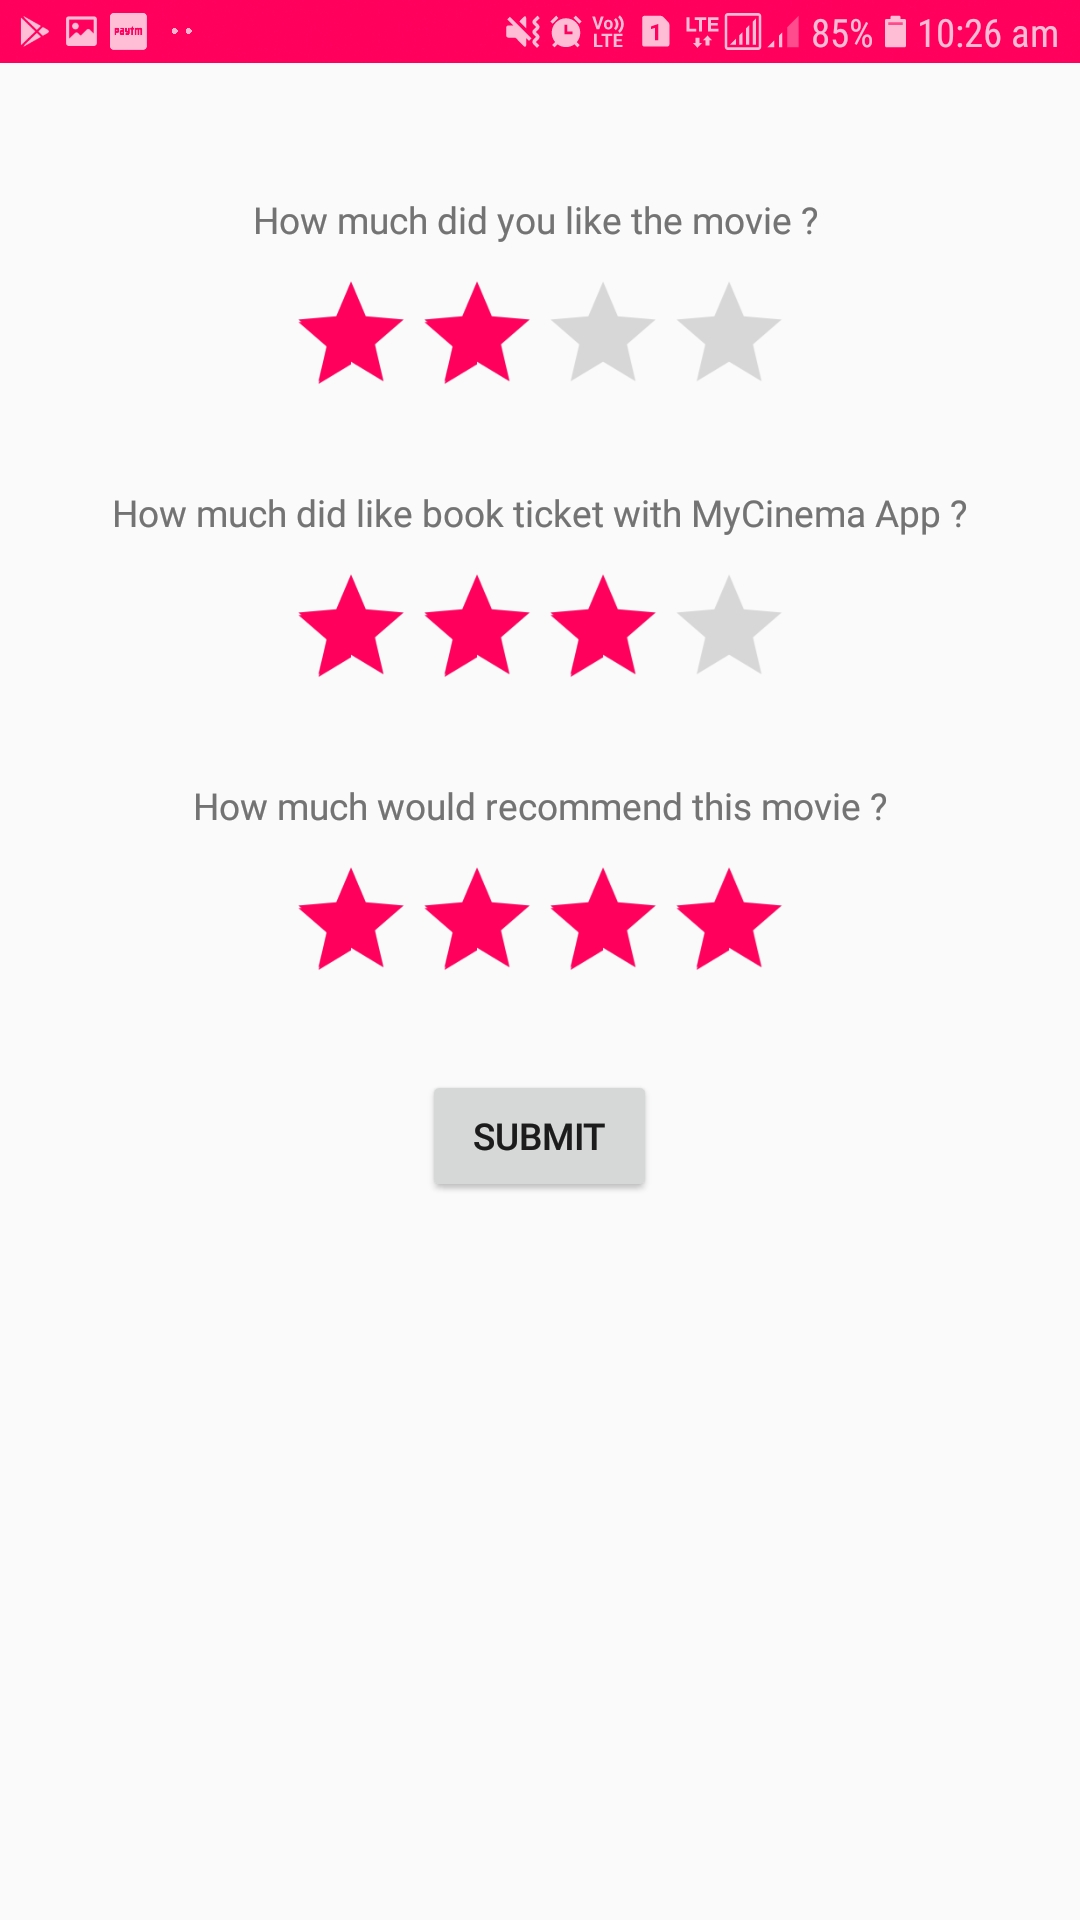 paytm Vo)) LTE 1 LTE 85% 10:26 am
How much did you like the movie ?
How much did like book ticket with MyCinema App ?
How much would recommend this movie ?
SUBMIT